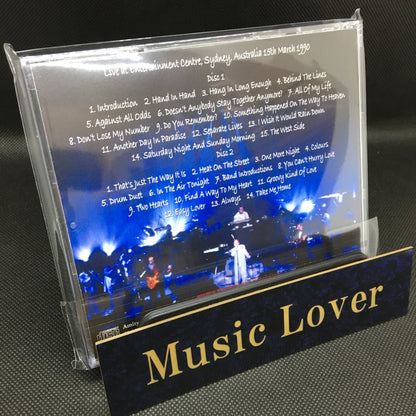 Live at Entertainment Centre, Sydney, Australia 15th March 1990
Disc 1
1. Introduction 2. Hand In Hand 3. Hang In Long Enough 4. Behind The Lines
5. Against All Odds 6. Doesn't Anybody Stay Together Anymore? 7. All Of My Life
8. Don't Lose My Number 9. Do You Remember? 10. Something Happened On The Way To Heaven
11. Another Day In Paradise 12. Separate Lives 13. I Wish It Would Rain Down
14. Saturday Night And Sunday Morning 15. The West Side
Disc 2
1. That's Just The Way It Is 2. Heat On The Street 3. One More Night 4. Colours
5. Drum Duet 6. In The Air Tonight 7. Band Introductions 8. You Can't Hurry Love
9. Two Hearts 10. Find A Way To My Heart 11. Groovy Kind Of Love
12. Easy Lover 13. Always 14. Take Me Home
Amity
Music Lover